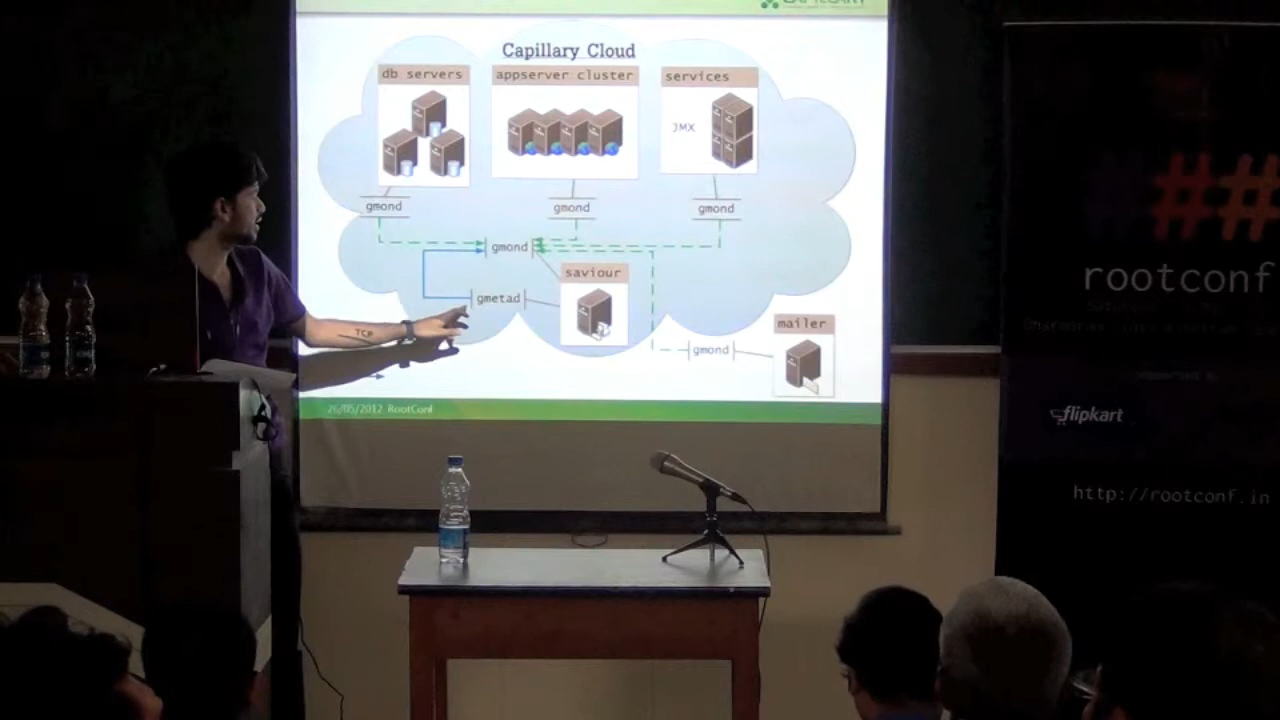 Capillary Cloud
db servers
appserver cluster
services
JMX
gmond
gmond
gmond
gmond
saviour
gmetad
mailer
TCP
gmond
26/05/2012 RootConf
rootconf
flipkart
http://rootconf.in